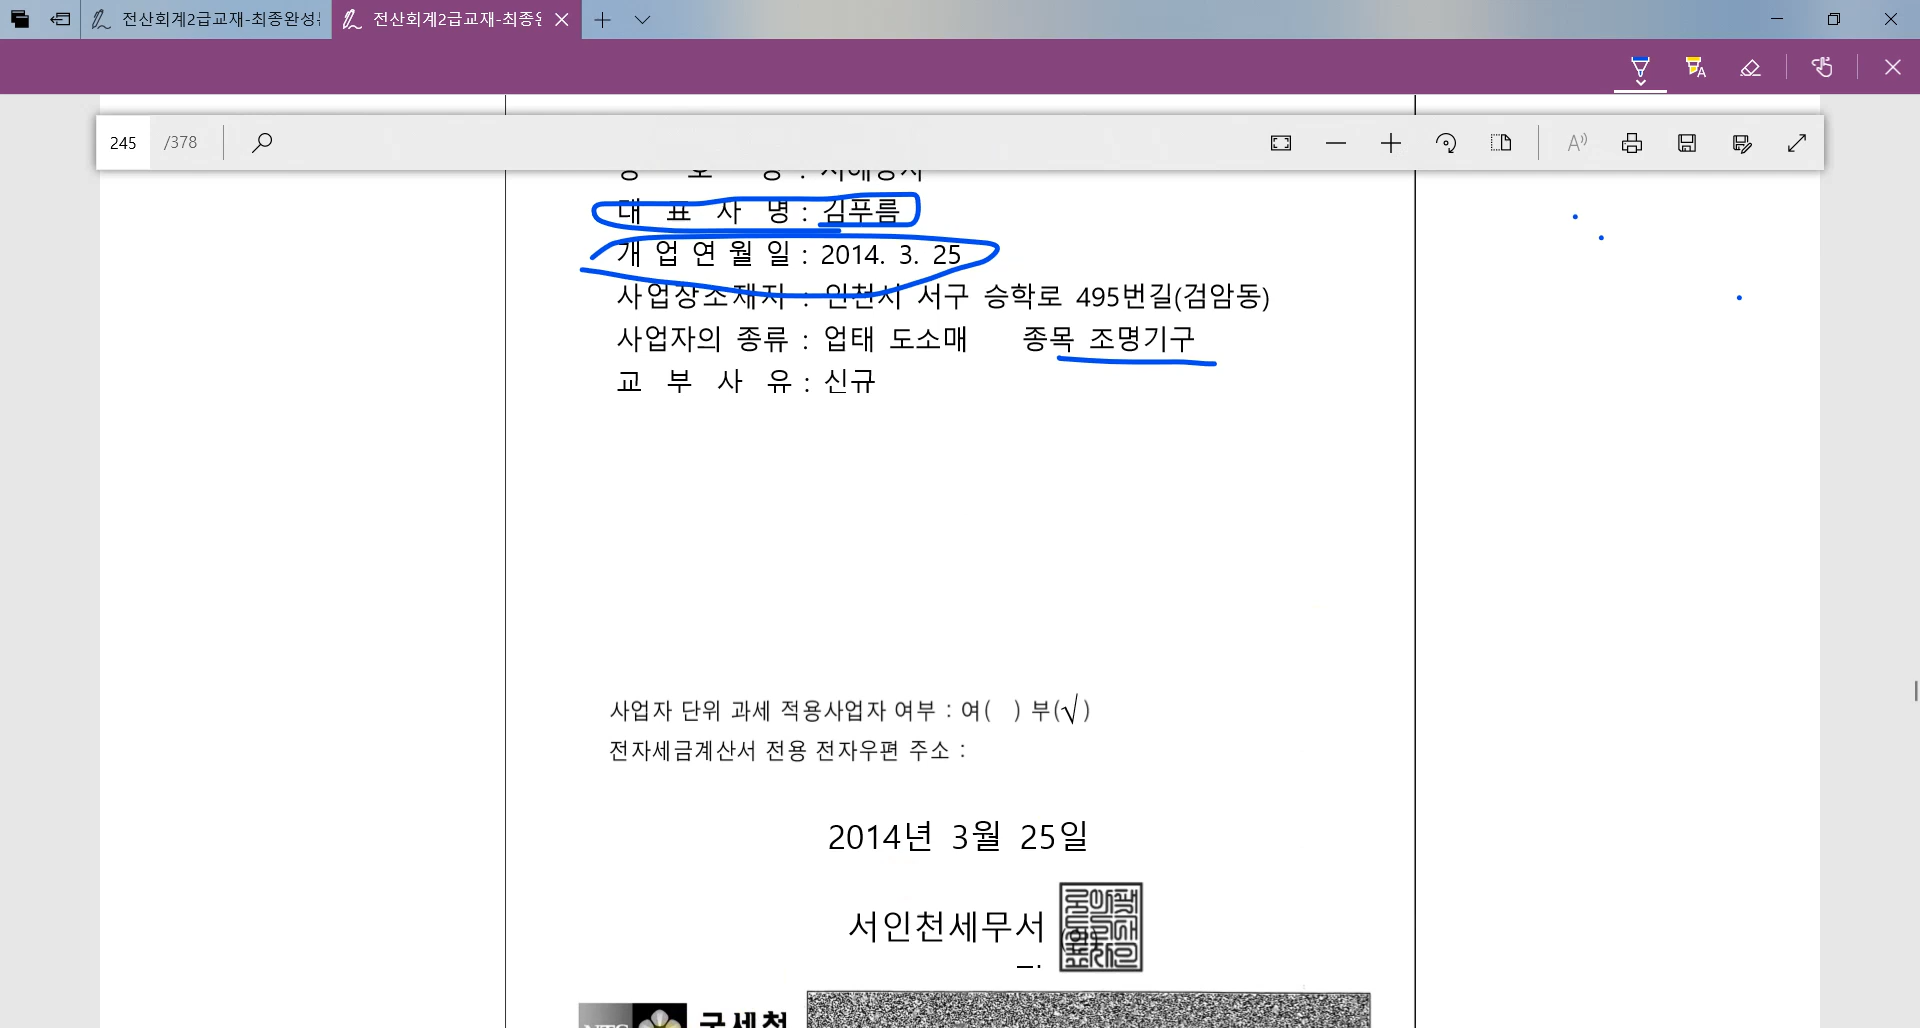 전산회계2급교재-최종완성본
전산회계2급교재-최종완
245 /378
대 표 사 명 : 김푸름
개 업 연 월 일 : 2014. 3. 25
사업장소재지 : 인천시 서구 승학로 495번길(검암동)
사업자의 종류 : 업태 도소매 종목 조명기구
교 부 사 유 : 신규
사업자 단위 과세 적용사업자 여부 : 여( ) 부(√)
전자세금계산서 전용 전자우편 주소 :
2014년 3월 25일
서인천세무서
(인)
NTS 국세청